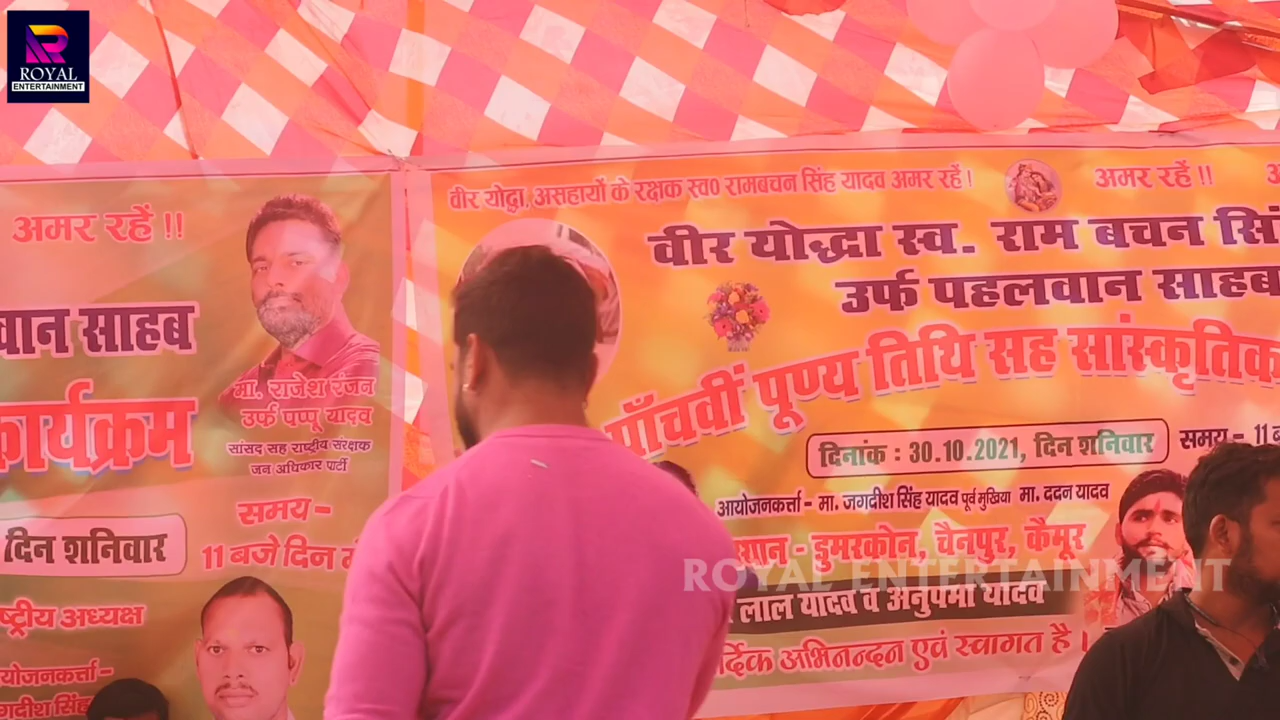 ROYAL
ENTERTAINMENT
अमर रहें !!
वान साहब
कार्यक्रम
मा. राजेश रंजन
उर्फ पप्पू यादव
सांसद सह राष्ट्रीय संरक्षक
जन अधिकार पार्टी
दिन शनिवार
समय-
11 बजे दिन
ष्ट्रीय अध्यक्ष
योजनकर्त्ता -
गदीश सिंह
वीर योद्धा, असहायों के रक्षक स्व0 रामबचन सिंह यादव अमर रहें !
अमर रहें !!
वीर योद्धा स्व. राम बचन सिं
उर्फ पहलवान साहब
पाँचवीं पूण्य तिथि सह सांस्कृतिक
दिनांक : 30.10.2021, दिन शनिवार
समय - 11
आयोजनकर्त्ता - मा. जगदीश सिंह यादव पूर्व मुखिया मा. ददन यादव
डुमरकोन, चैनपुर, कैमूर
ROYAL ENTERTAINMENT
लाल यादव व अनुपमा यादव
र्दिक अभिनन्दन एवं स्वागत है ।